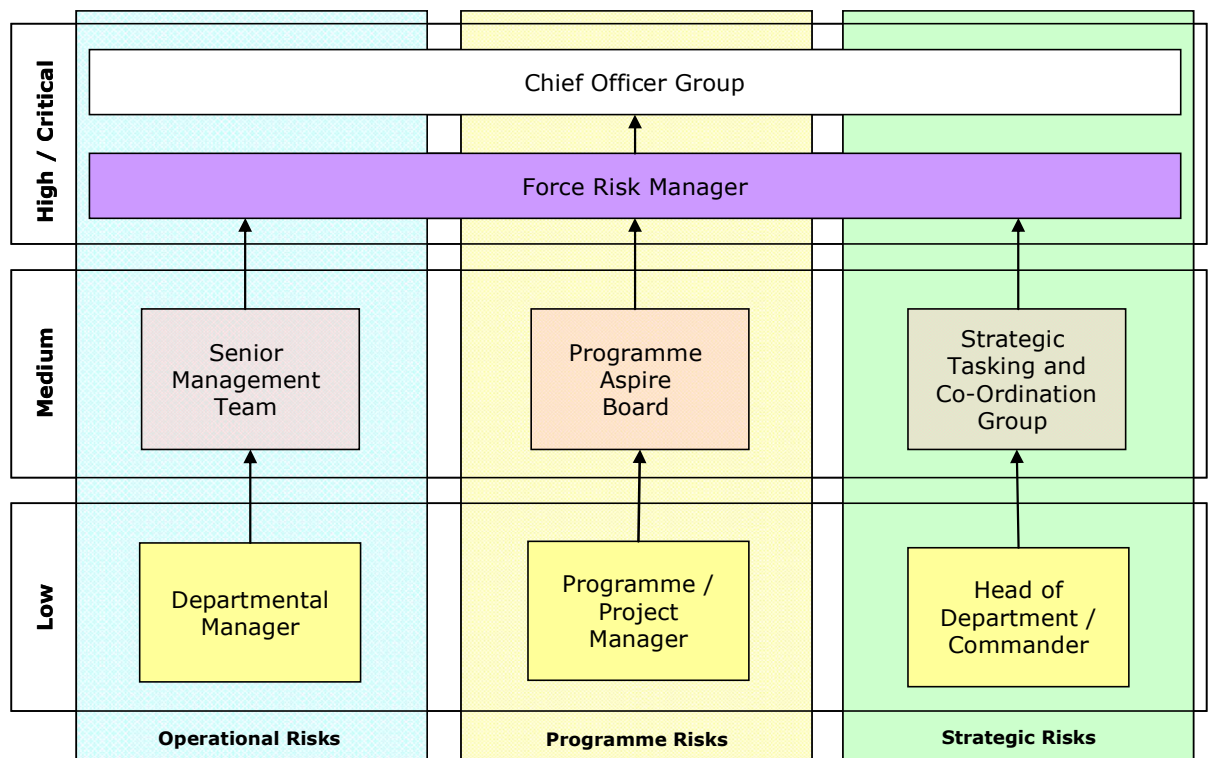 High / Critical
Chief Officer Group
Force Risk Manager
Medium
Senior
Management
Team
Programme
Aspire
Board
Strategic
Tasking and
Co-Ordination
Group
Low
Departmental
Manager
Programme /
Project
Manager
Head of
Department /
Commander
Operational Risks
Programme Risks
Strategic Risks